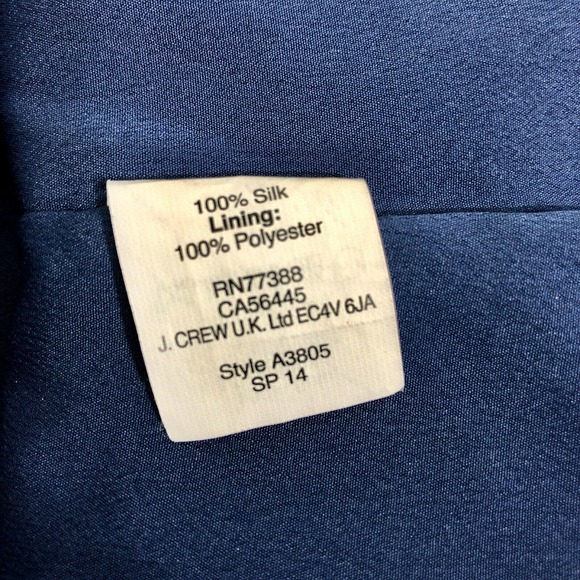 100% Silk
Lining:
100% Polyester
RN77388
CA56445
J. CREW U.K. Ltd EC4V 6JA
Style A3805
SP 14